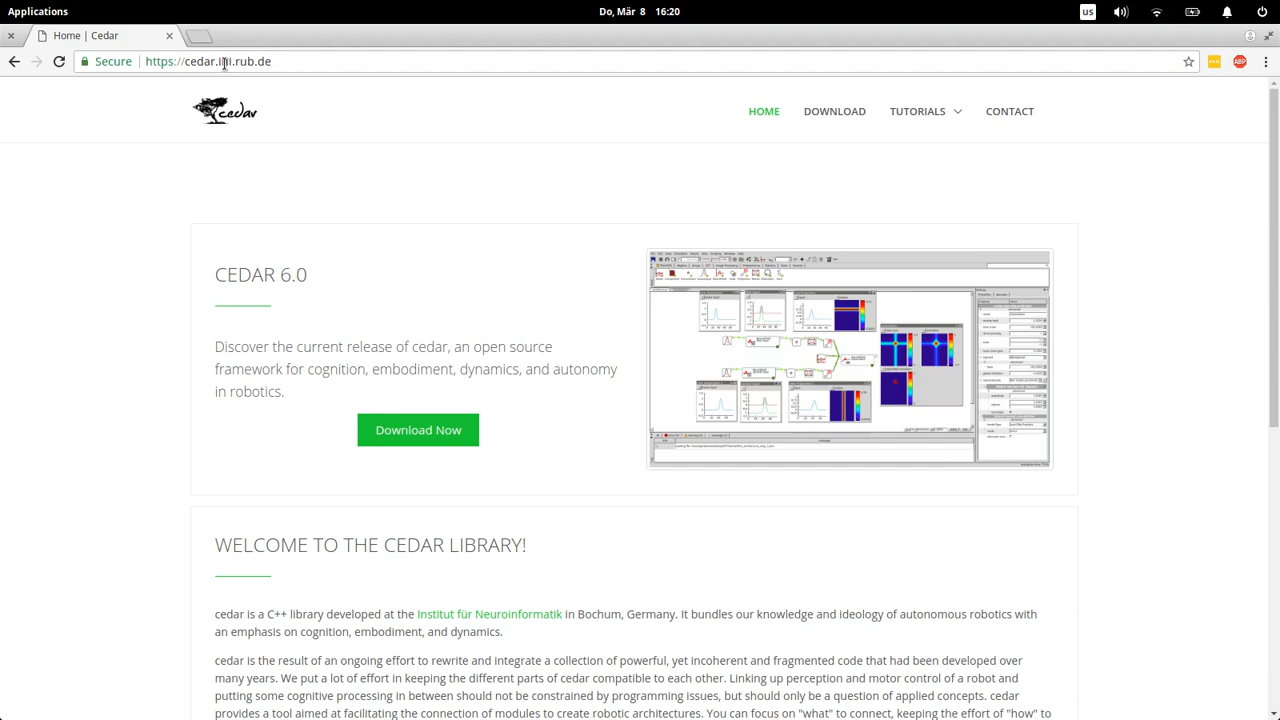 Applications
Do, Mär 8 16:20
us
Home | Cedar
Secure https://cedar.ini.rub.de
ABP
cedar
HOME DOWNLOAD TUTORIALS CONTACT
CEDAR 6.0
Discover the current release of cedar, an open source
framework for cognition, embodiment, dynamics, and autonomy
in robotics.
Download Now
WELCOME TO THE CEDAR LIBRARY!
cedar is a C++ library developed at the Institut für Neuroinformatik in Bochum, Germany. It bundles our knowledge and ideology of autonomous robotics with
an emphasis on cognition, embodiment, and dynamics.
cedar is the result of an ongoing effort to rewrite and integrate a collection of powerful, yet incoherent and fragmented code that had been developed over
many years. We put a lot of effort in keeping the different parts of cedar compatible to each other. Linking up perception and motor control of a robot and
putting some cognitive processing in between should not be constrained by programming issues, but should only be a question of applied concepts. cedar
provides a tool aimed at facilitating the connection of modules to create robotic architectures. You can focus on "what" to connect, keeping the effort of "how" to